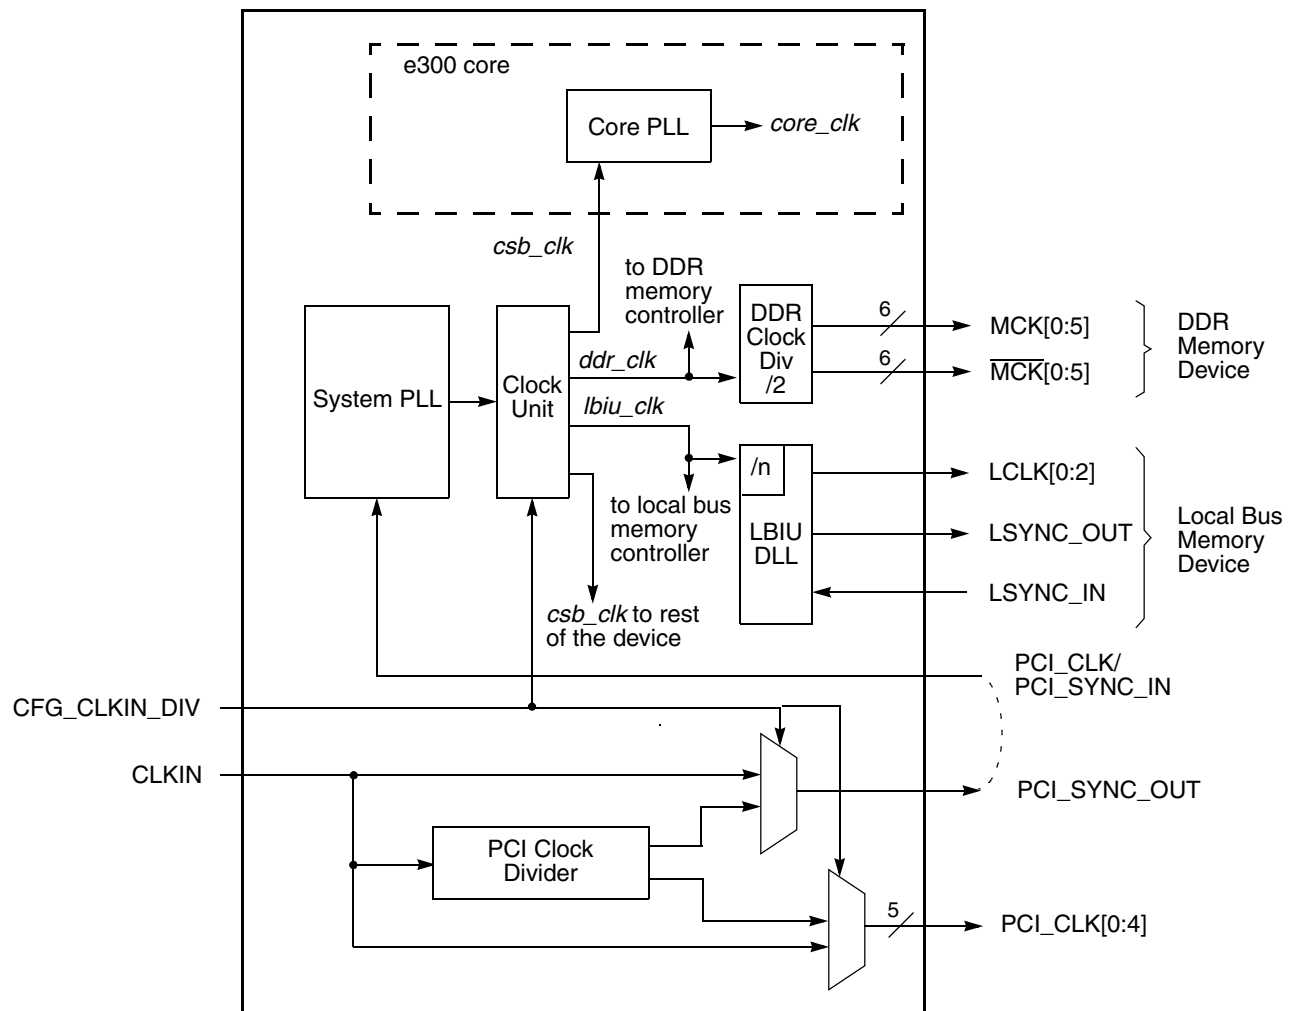 e300 core
Core PLL
core_clk
csb_clk
to DDR
memory
controller
DDR
Clock
Div
/2
6
MCK[0:5]
6
M̅C̅K̅[0:5]
DDR
Memory
Device
System PLL
Clock
Unit
ddr_clk
lbiu_clk
/n
LBIU
DLL
to local bus
memory
controller
LCLK[0:2]
LSYNC_OUT
LSYNC_IN
Local Bus
Memory
Device
csb_clk to rest
of the device
PCI_CLK/
PCI_SYNC_IN
CFG_CLKIN_DIV
CLKIN
PCI_SYNC_OUT
PCI Clock
Divider
5
PCI_CLK[0:4]